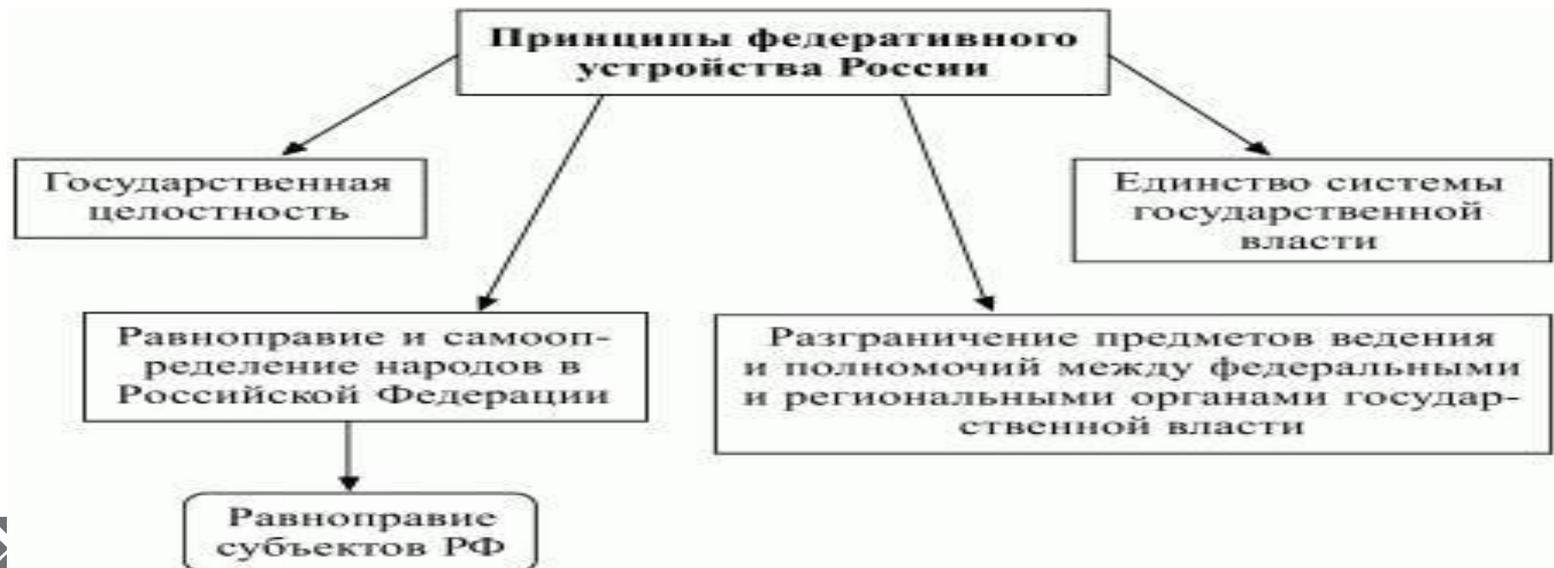 Принципы федеративного
устройства России
Государственная
целостность
Единство системы
государственной
власти
Равноправие и самооп-
ределение народов в
Российской Федерации
Разграничение предметов ведения
и полномочий между федеральными
и региональными органами государ-
ственной власти
Равноправие
субъектов РФ